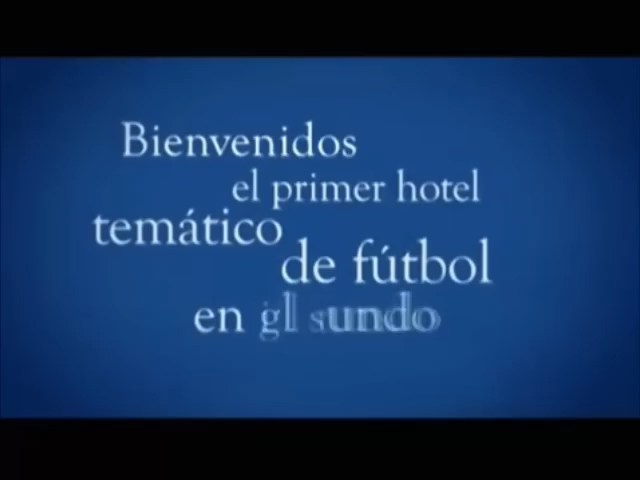 Bienvenidos
el primer hotel
temático
de fútbol
en